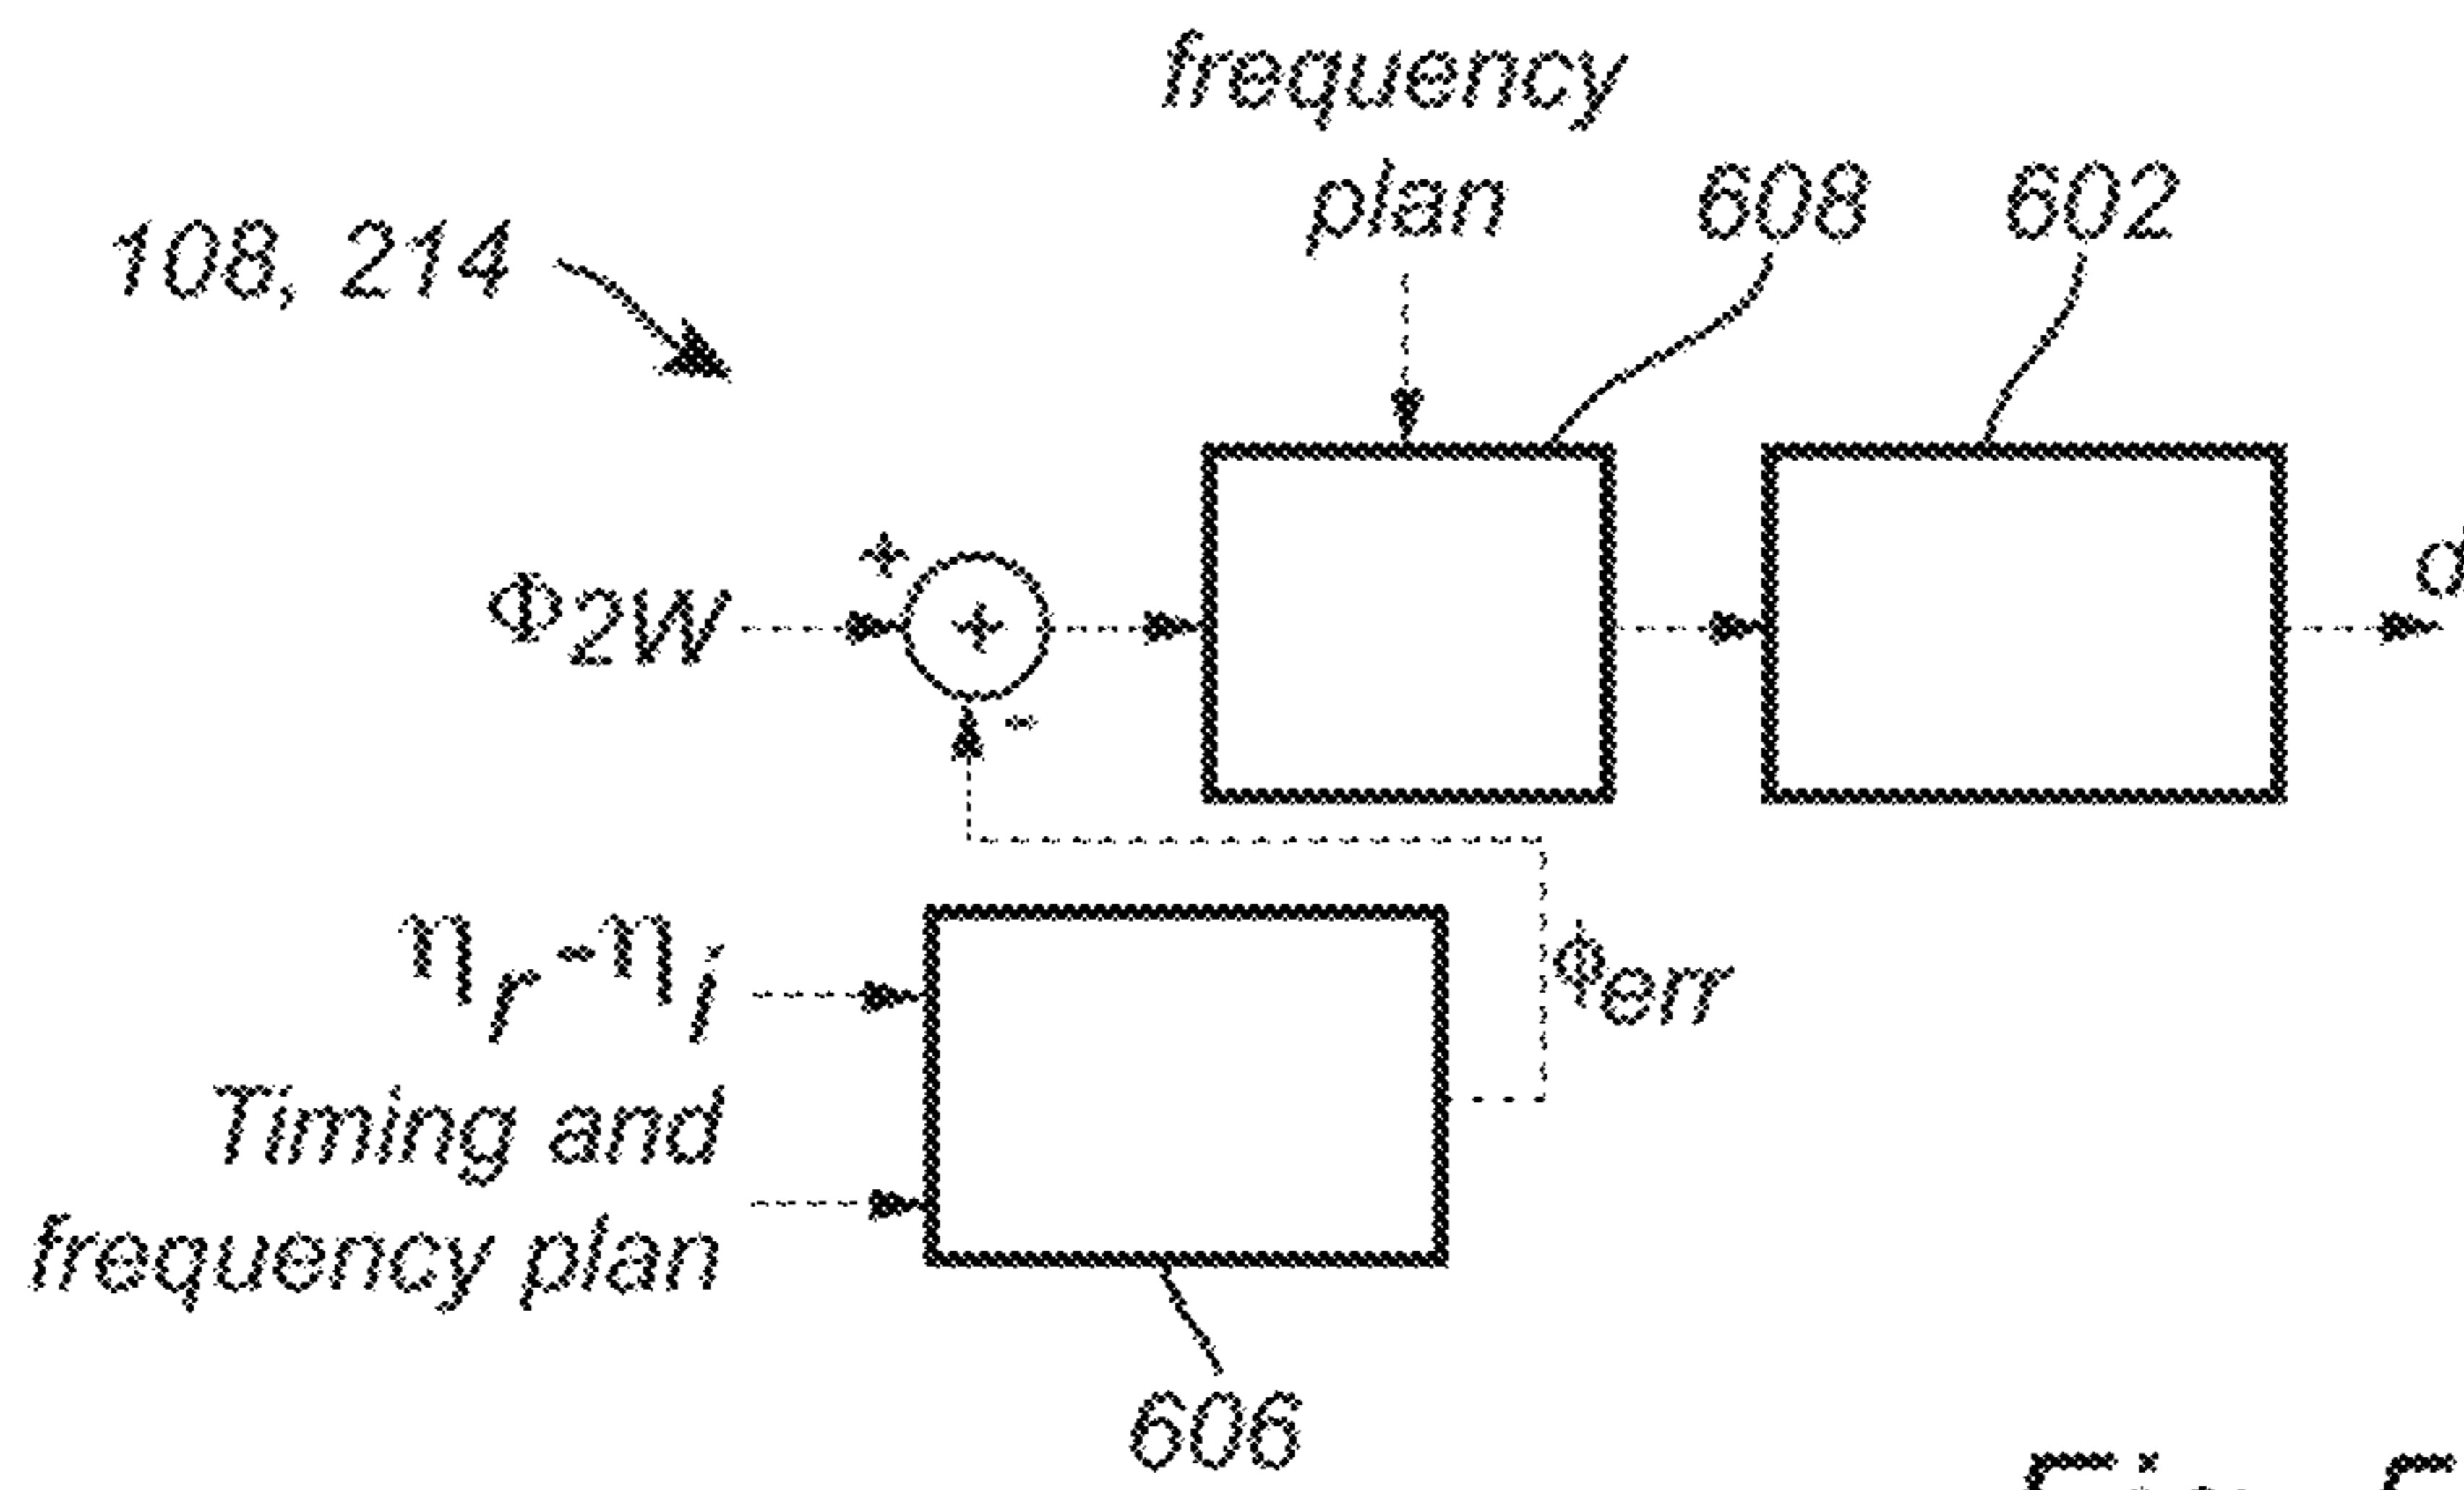 frequency
plan
608
602
108, 214
+
Φ2W
+
-
ηr-ηi
ϕerr
Timing and
frequency plan
606